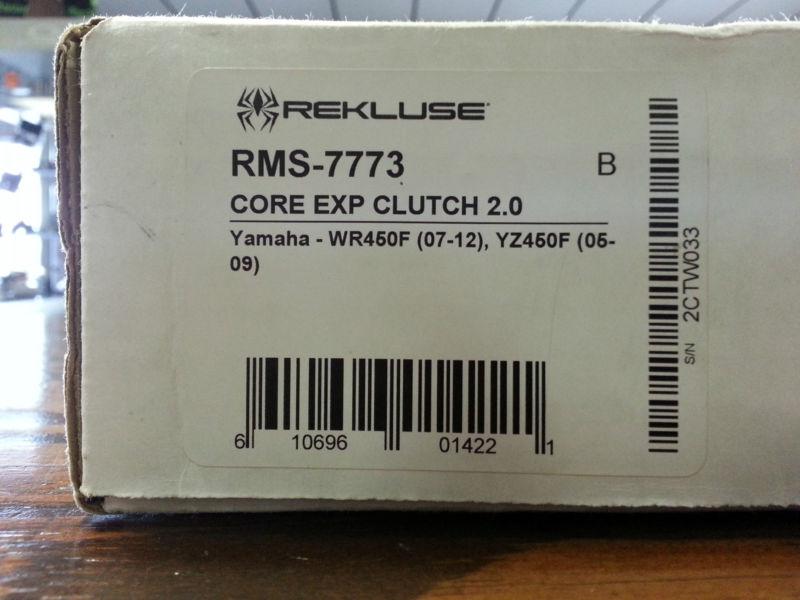 REKLUSE
RMS-7773
B
CORE EXP CLUTCH 2.0
Yamaha - WR450F (07-12), YZ450F (05-
09)
6 10696 01422 1
S/N 2CTW033